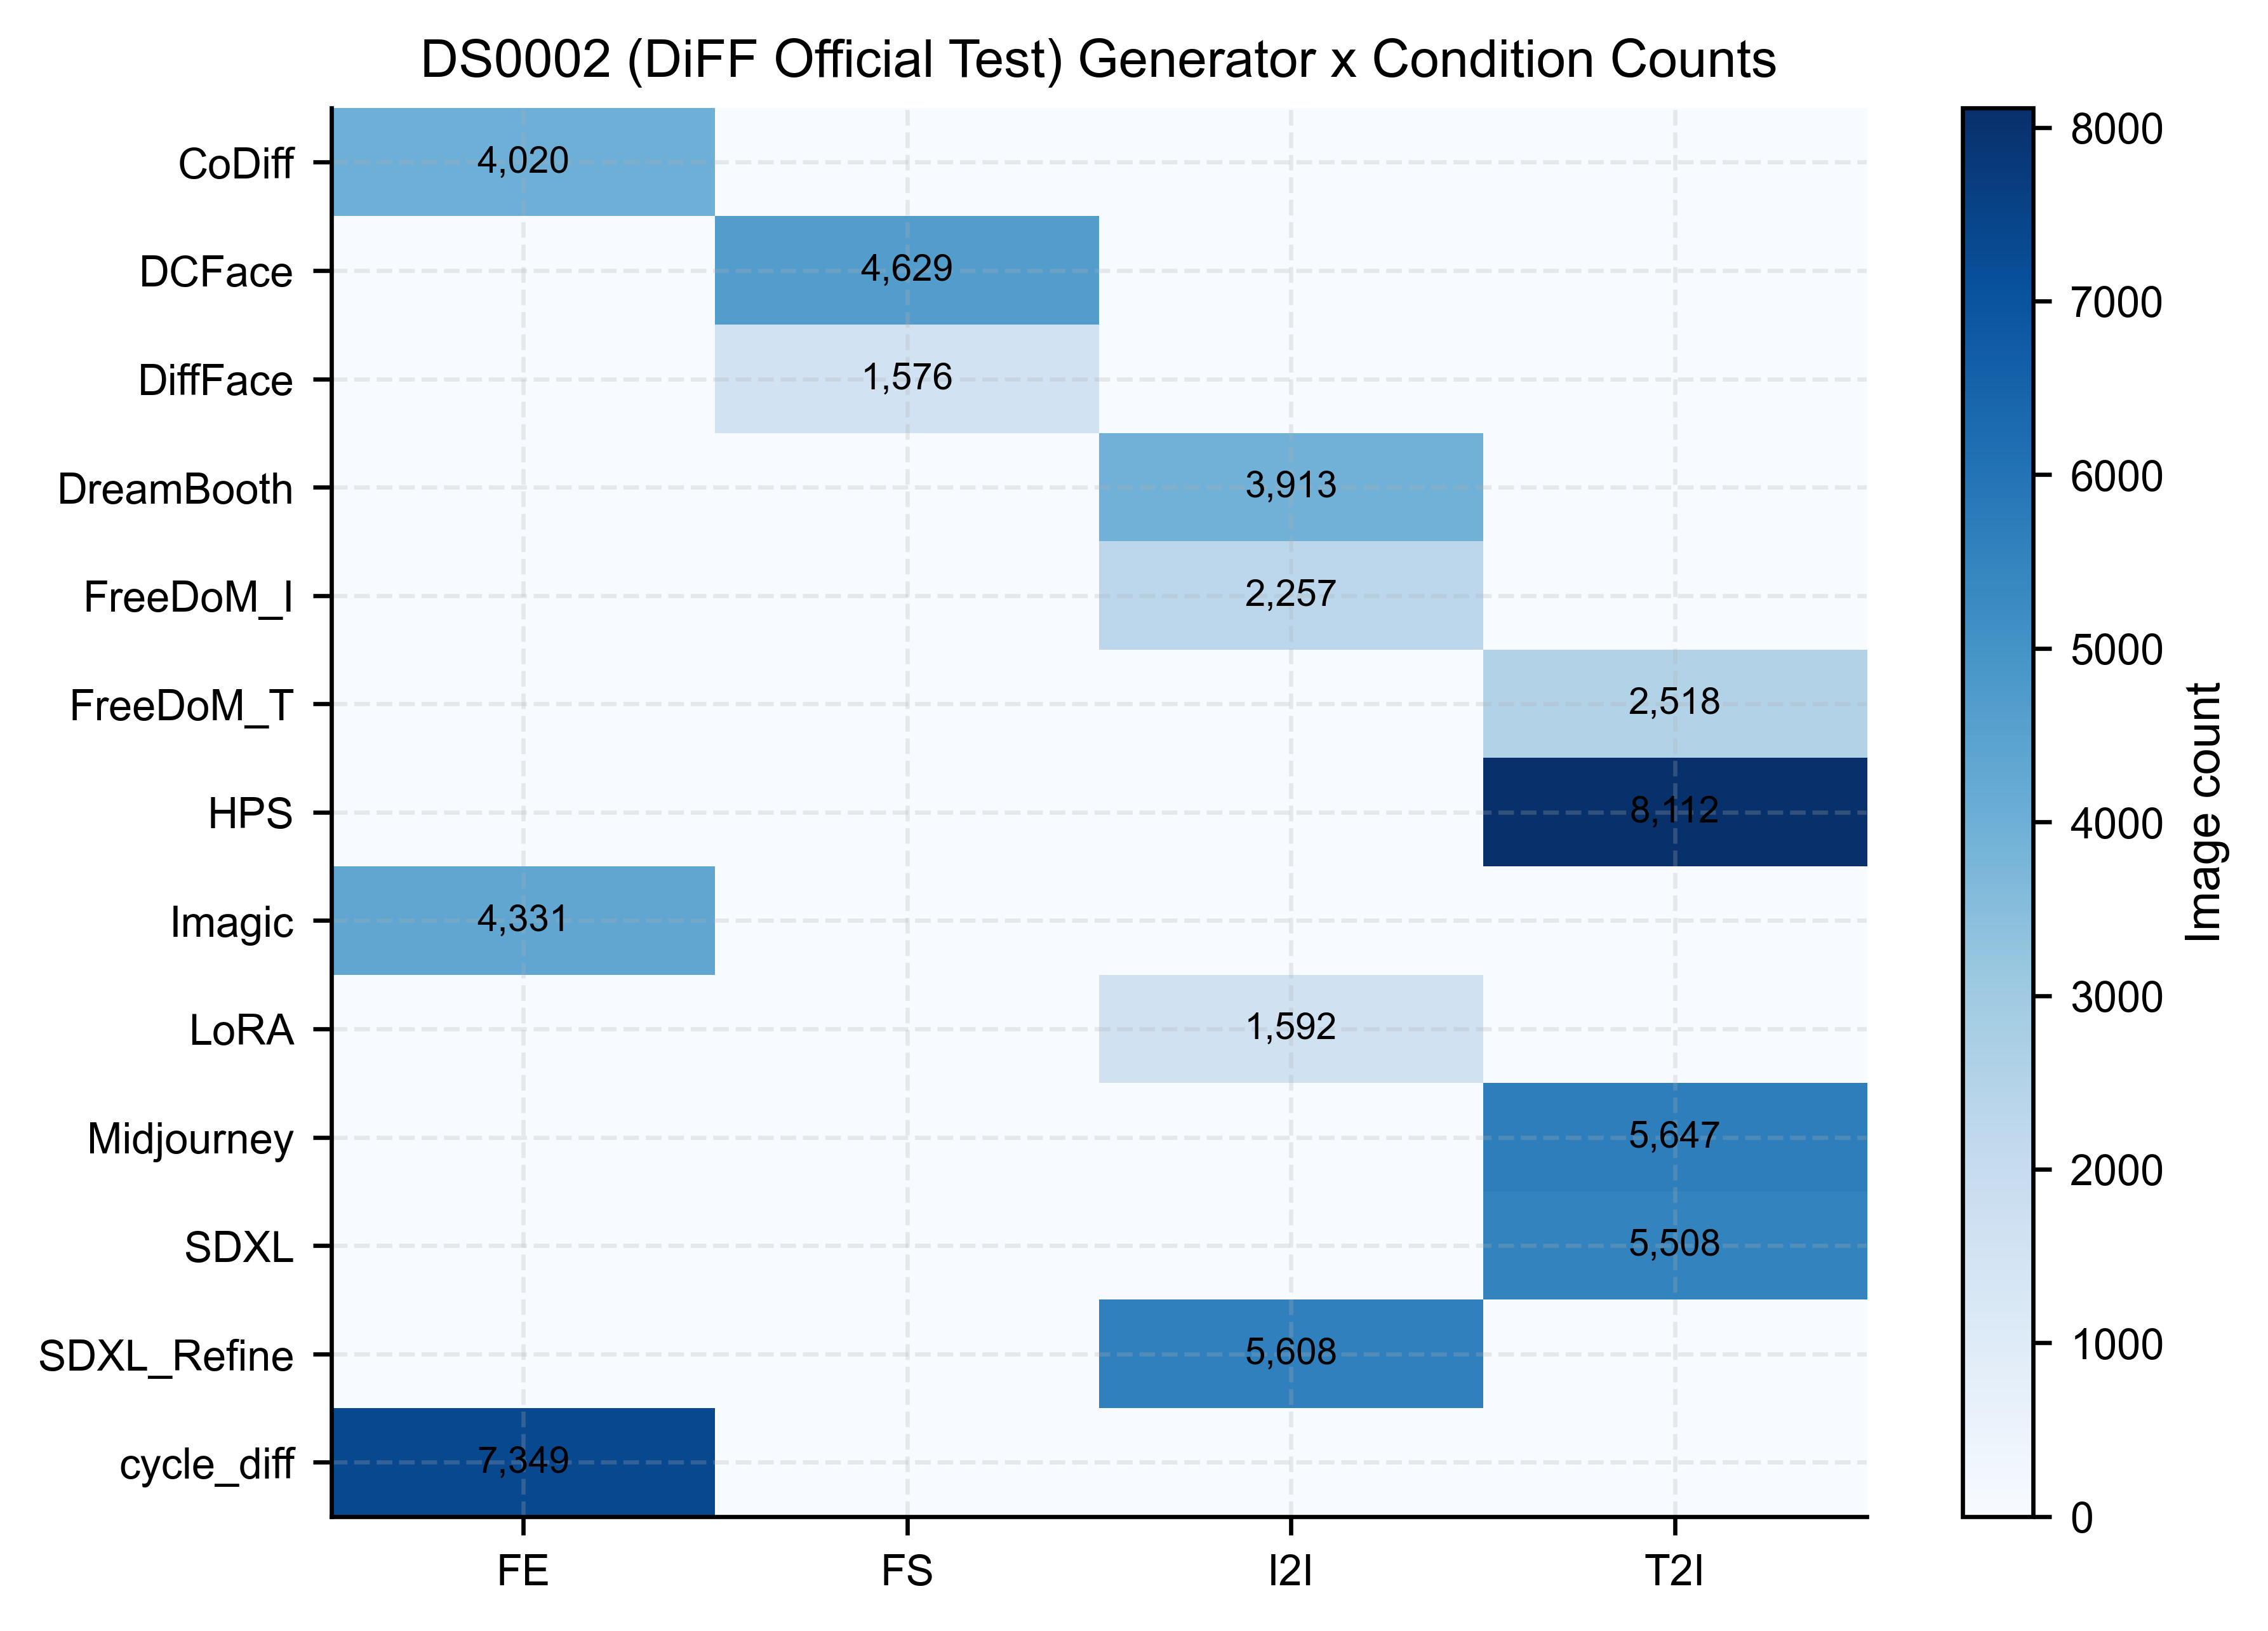 DS0002 (DiFF Official Test) Generator x Condition Counts
CoDiff
4,020
DCFace
4,629
DiffFace
1,576
DreamBooth
3,913
FreeDoM_I
2,257
FreeDoM_T
2,518
HPS
8,112
Imagic
4,331
LoRA
1,592
Midjourney
5,647
SDXL
5,508
SDXL_Refine
5,608
cycle_diff
7,349
FE
FS
I2I
T2I
8000
7000
6000
5000
4000
3000
2000
1000
0
Image count